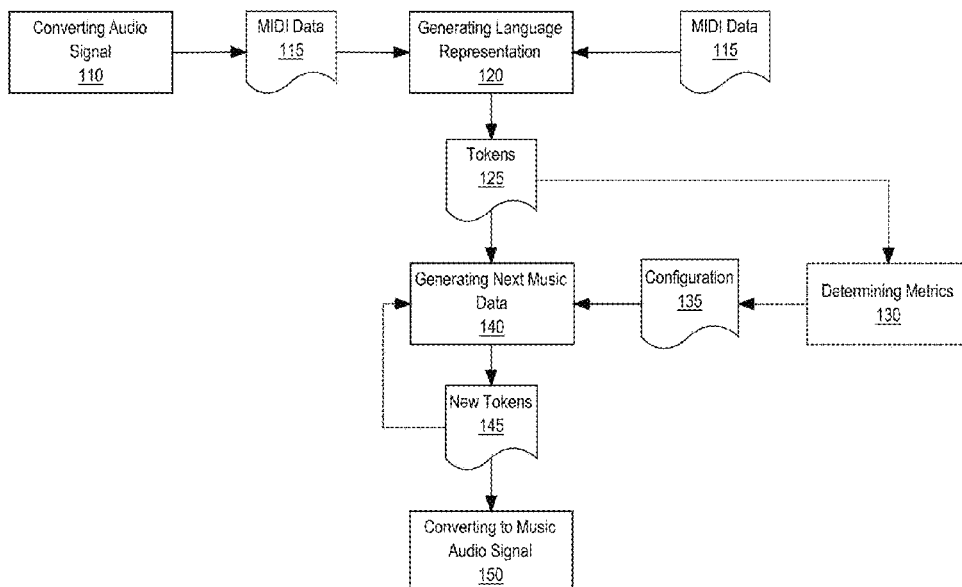 Converting Audio
Signal
110
MIDI Data
115
Generating Language
Representation
120
MIDI Data
115
Tokens
125
Generating Next Music
Data
140
Configuration
135
Determining Metrics
130
New Tokens
145
Converting to Music
Audio Signal
150